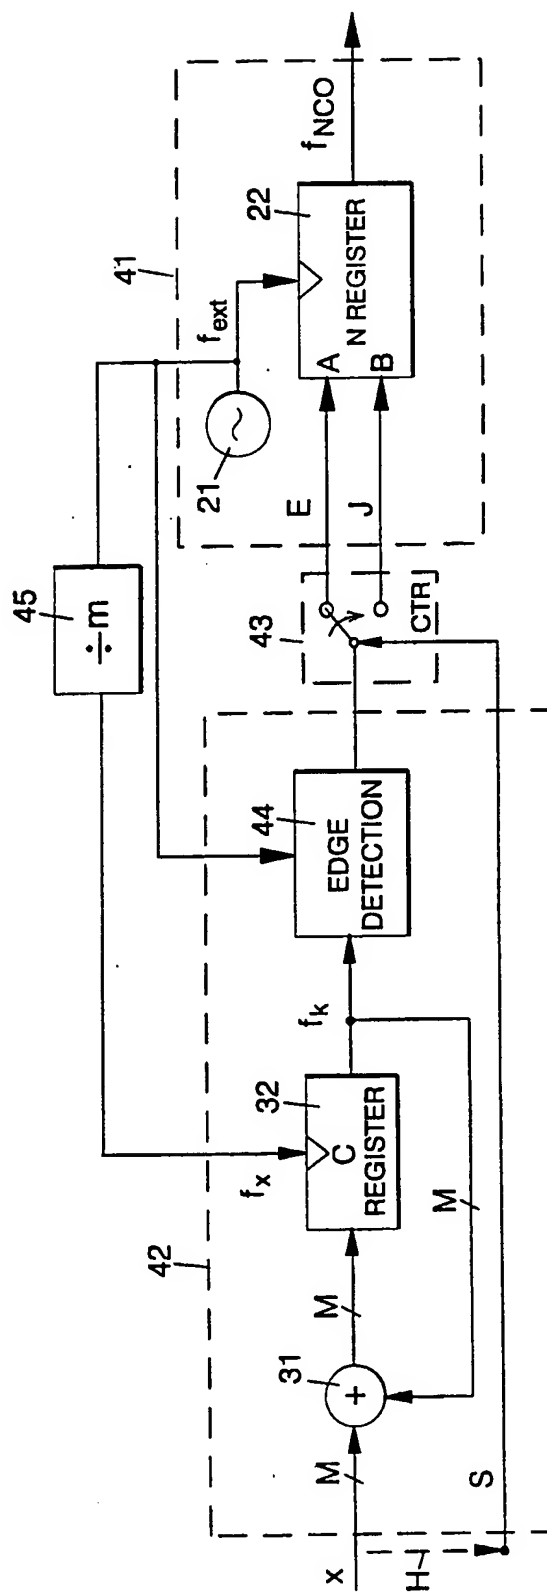 45
÷m
41
f_ext
21
22
N REGISTER
A
B
f_NCO
E
J
43
CTR
42
f_x
44
EDGE
DETECTION
f_k
32
C
REGISTER
31
+
M
M
M
x
H
S